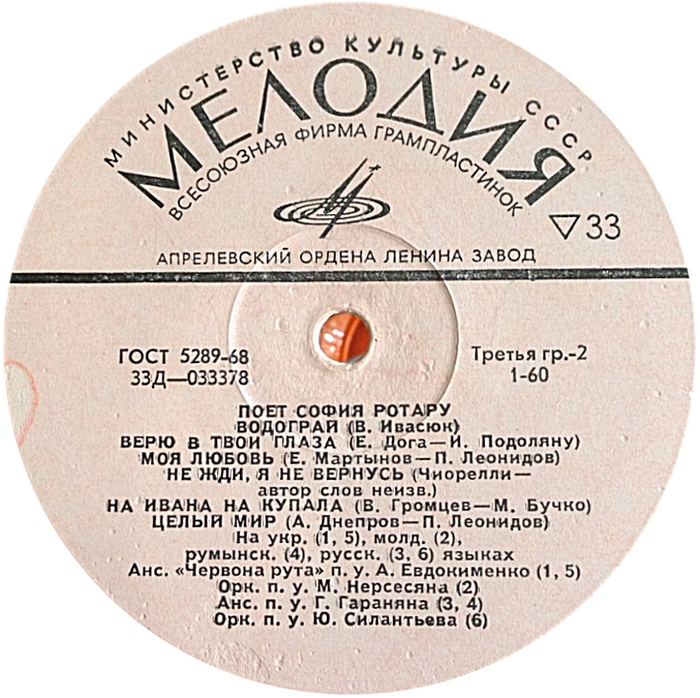 МИНИСТЕРСТВО КУЛЬТУРЫ СССР
МЕЛОДИЯ
ВСЕСОЮЗНАЯ ФИРМА ГРАМПЛАСТИНОК
▽33
АПРЕЛЕВСКИЙ ОРДЕНА ЛЕНИНА ЗАВОД
ГОСТ 5289-68
33Д—033378
Третья гр.-2
1-60
ПОЕТ СОФИЯ РОТАРУ
ВОДОГРАЙ (В. Ивасюк)
ВЕРЮ В ТВОИ ГЛАЗА (Е. Дога—И. Подоляну)
МОЯ ЛЮБОВЬ (Е. Мартынов—П. Леонидов)
НЕ ЖДИ, Я НЕ ВЕРНУСЬ (Чиорелли—
автор слов неизв.)
НА ИВАНА НА КУПАЛА (В. Громцев—М. Бучко)
ЦЕЛЫЙ МИР (А. Днепров—П. Леонидов)
На укр. (1, 5), молд. (2),
румынск. (4), русск. (3, 6) языках
Анс. «Червона рута» п. у. А. Евдокименко (1, 5)
Орк. п. у. М. Нерсесяна (2)
Анс. п. у. Г. Гараняна (3, 4)
Орк. п. у. Ю. Силантьева (6)